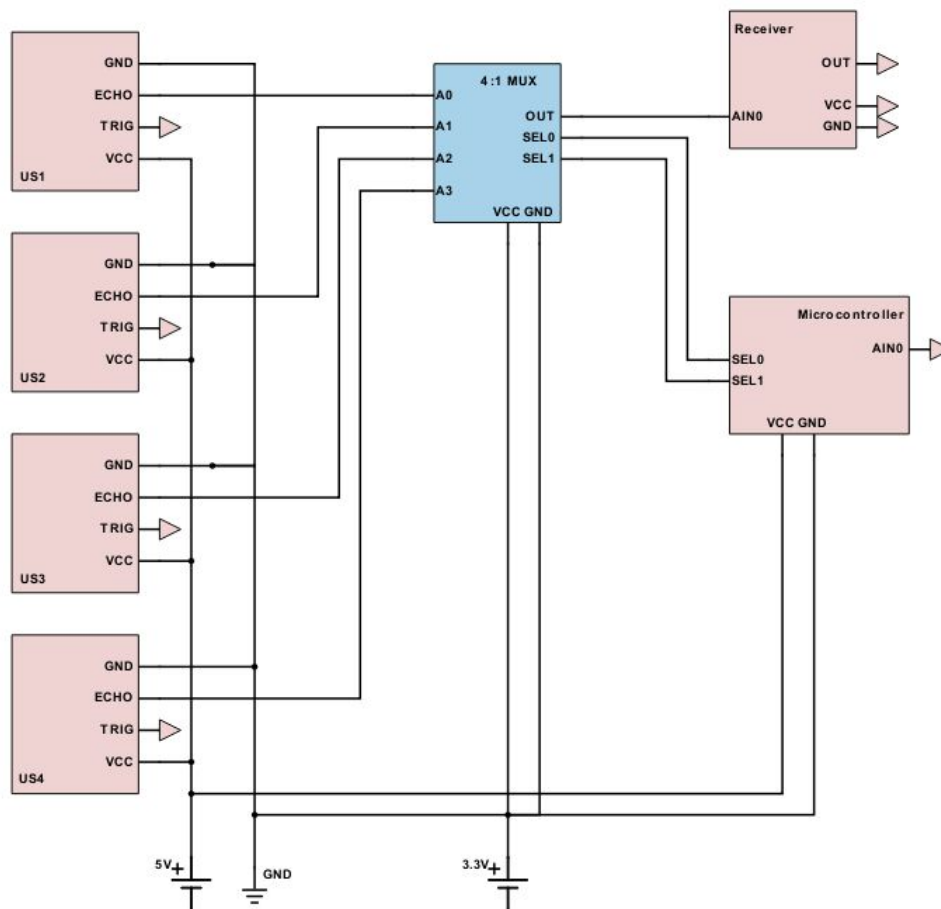 GND
ECHO
TRIG
VCC
US1
GND
ECHO
TRIG
VCC
US2
GND
ECHO
TRIG
VCC
US3
GND
ECHO
TRIG
VCC
US4
4:1 MUX
A0
A1
A2
A3
OUT
SEL0
SEL1
VCC GND
Receiver
OUT
AIN0
VCC
GND
Microcontroller
AIN0
SEL0
SEL1
VCC GND
5V
+
GND
3.3V
+